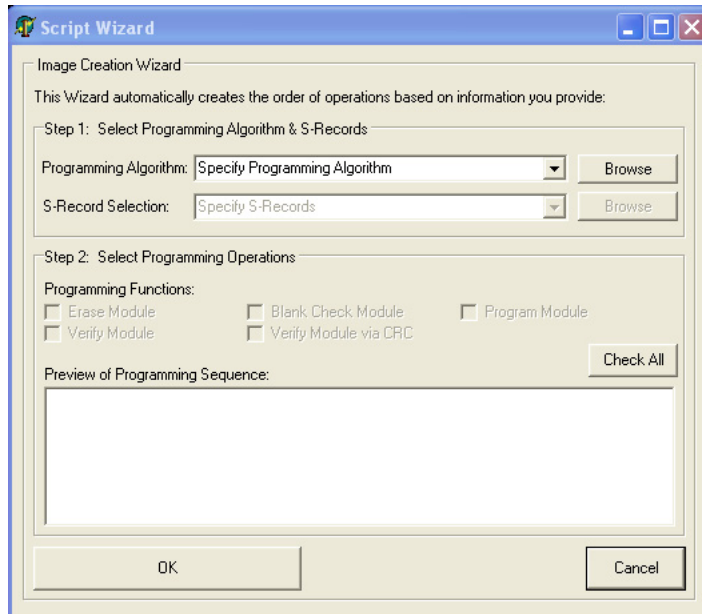 Script Wizard
Image Creation Wizard
This Wizard automatically creates the order of operations based on information you provide:
Step 1: Select Programming Algorithm & S-Records
Programming Algorithm: Specify Programming Algorithm Browse
S-Record Selection: Specify S-Records Browse
Step 2: Select Programming Operations
Programming Functions:
Erase Module Blank Check Module Program Module
Verify Module Verify Module via CRC
Check All
Preview of Programming Sequence:
OK Cancel